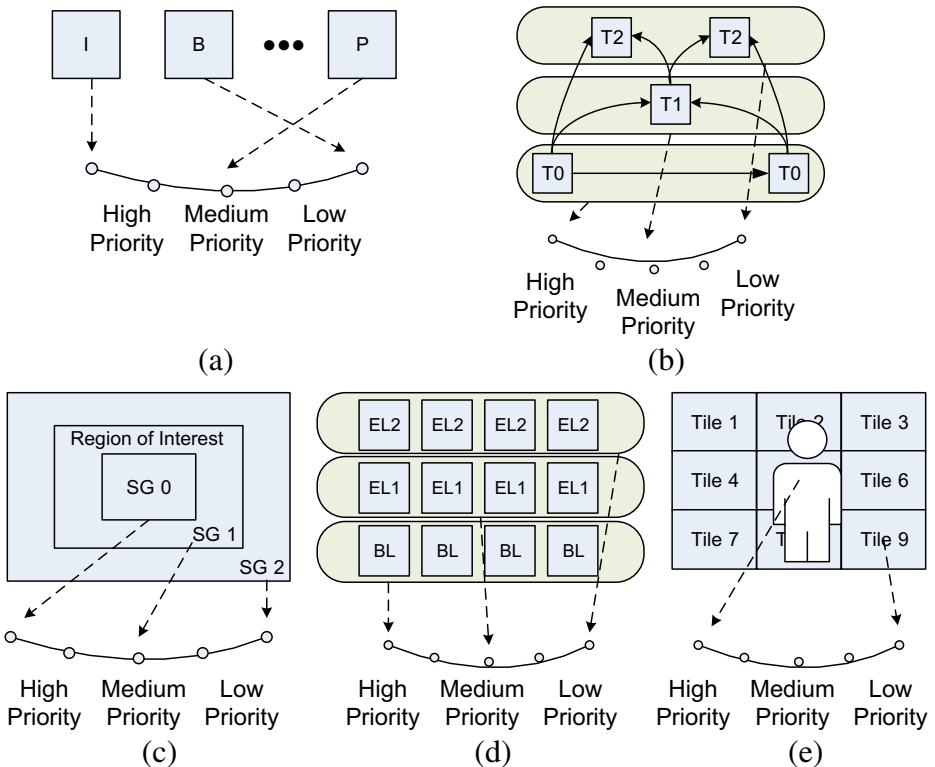 I
B
•••
P
High
Priority
Medium
Priority
Low
Priority
(a)
T2
T2
T1
T0
T0
High
Priority
Medium
Priority
Low
Priority
(b)
Region of Interest
SG 0
SG 1
SG 2
High
Priority
Medium
Priority
Low
Priority
(c)
EL2 EL2 EL2 EL2
EL1 EL1 EL1 EL1
BL BL BL BL
High
Priority
Medium
Priority
Low
Priority
(d)
Tile 1
Tile 2
Tile 3
Tile 4
Tile 6
Tile 7
Tile 9
High
Priority
Medium
Priority
Low
Priority
(e)